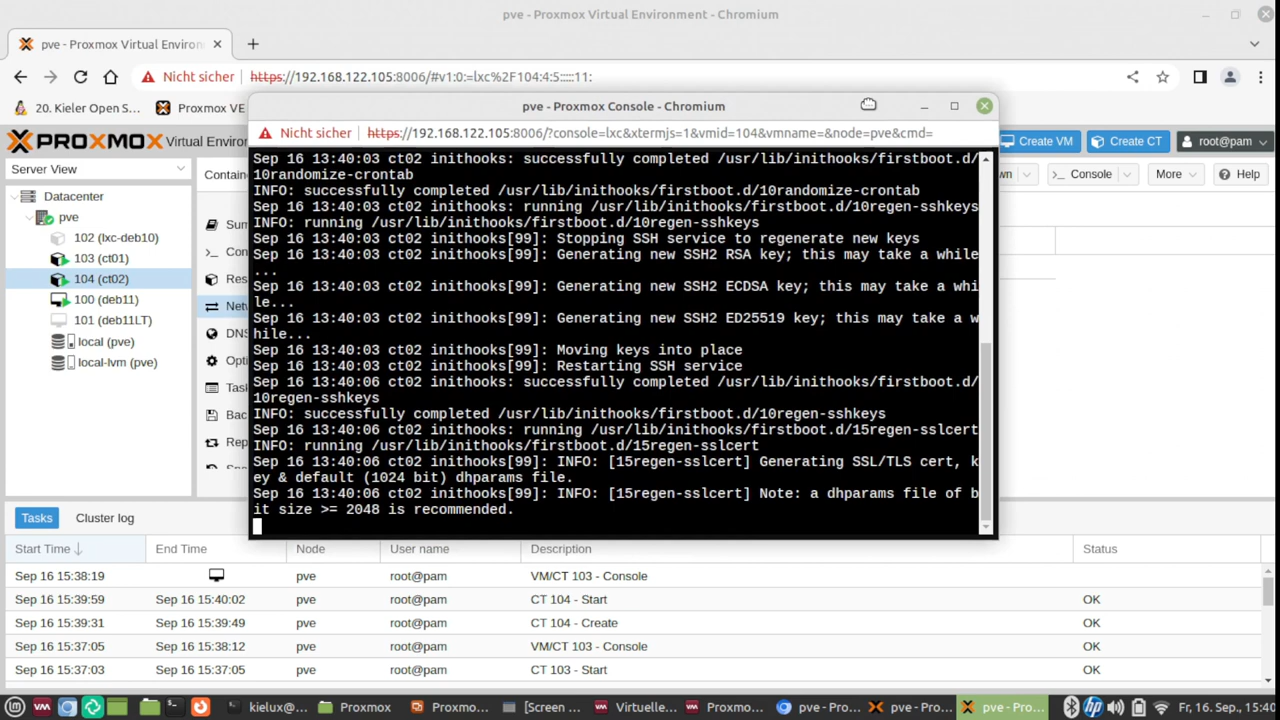 pve - Proxmox Virtual Environment - Chromium
pve - Proxmox Virtual Environ
Nicht sicher https://192.168.122.105:8006/#v1:0:=lxc%2F104:4:5:::::11:
20. Kieler Open S... Proxmox VE
pve - Proxmox Console - Chromium
Nicht sicher https://192.168.122.105:8006/?console=lxc&xtermjs=1&vmid=104&vmname=&node=pve&cmd=
PROXMOX Virtual Environ
Create VM Create CT root@pam
Server View
Container
wn Console More Help
Datacenter
pve
102 (lxc-deb10)
103 (ct01)
104 (ct02)
100 (deb11)
101 (deb11LT)
local (pve)
local-lvm (pve)
Sum
Con
Res
Netw
DNS
Opti
Task
Bac
Repl
Sep 16 13:40:03 ct02 inithooks: successfully completed /usr/lib/inithooks/firstboot.d/
10randomize-crontab
INFO: successfully completed /usr/lib/inithooks/firstboot.d/10randomize-crontab
Sep 16 13:40:03 ct02 inithooks: running /usr/lib/inithooks/firstboot.d/10regen-sshkeys
INFO: running /usr/lib/inithooks/firstboot.d/10regen-sshkeys
Sep 16 13:40:03 ct02 inithooks[99]: Stopping SSH service to regenerate new keys
Sep 16 13:40:03 ct02 inithooks[99]: Generating new SSH2 RSA key; this may take a while
...
Sep 16 13:40:03 ct02 inithooks[99]: Generating new SSH2 ECDSA key; this may take a whi
le...
Sep 16 13:40:03 ct02 inithooks[99]: Generating new SSH2 ED25519 key; this may take a w
hile...
Sep 16 13:40:03 ct02 inithooks[99]: Moving keys into place
Sep 16 13:40:03 ct02 inithooks[99]: Restarting SSH service
Sep 16 13:40:06 ct02 inithooks: successfully completed /usr/lib/inithooks/firstboot.d/
10regen-sshkeys
INFO: successfully completed /usr/lib/inithooks/firstboot.d/10regen-sshkeys
Sep 16 13:40:06 ct02 inithooks: running /usr/lib/inithooks/firstboot.d/15regen-sslcert
INFO: running /usr/lib/inithooks/firstboot.d/15regen-sslcert
Sep 16 13:40:06 ct02 inithooks[99]: INFO: [15regen-sslcert] Generating SSL/TLS cert, k
ey & default (1024 bit) dhparams file.
Sep 16 13:40:06 ct02 inithooks[99]: INFO: [15regen-sslcert] Note: a dhparams file of b
it size >= 2048 is recommended.
Tasks Cluster log
Start Time End Time Node User name Description Status
Sep 16 15:38:19 pve root@pam VM/CT 103 - Console
Sep 16 15:39:59 Sep 16 15:40:02 pve root@pam CT 104 - Start OK
Sep 16 15:39:31 Sep 16 15:39:49 pve root@pam CT 104 - Create OK
Sep 16 15:37:05 Sep 16 15:38:12 pve root@pam VM/CT 103 - Console OK
Sep 16 15:37:03 Sep 16 15:37:05 pve root@pam CT 103 - Start OK
kielux@... Proxmox Proxmo... [Screen ... Virtuelle... Proxmo... pve - Pro... pve - Pro... pve - Pro... Fr, 16. Sep., 15:40